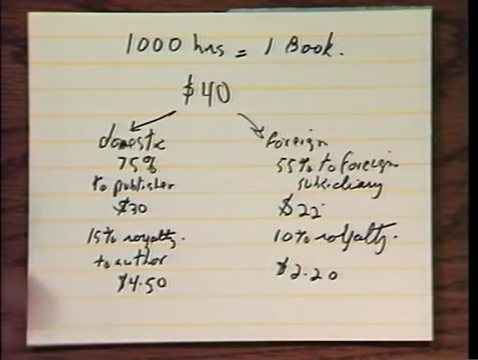 1000 hrs = 1 Book.
$40
domestic
75%
to publisher
$30
15% royalty.
to author
$4.50
foreign
55% to foreign
subsidiary
$22
10% royalty.
$2.20